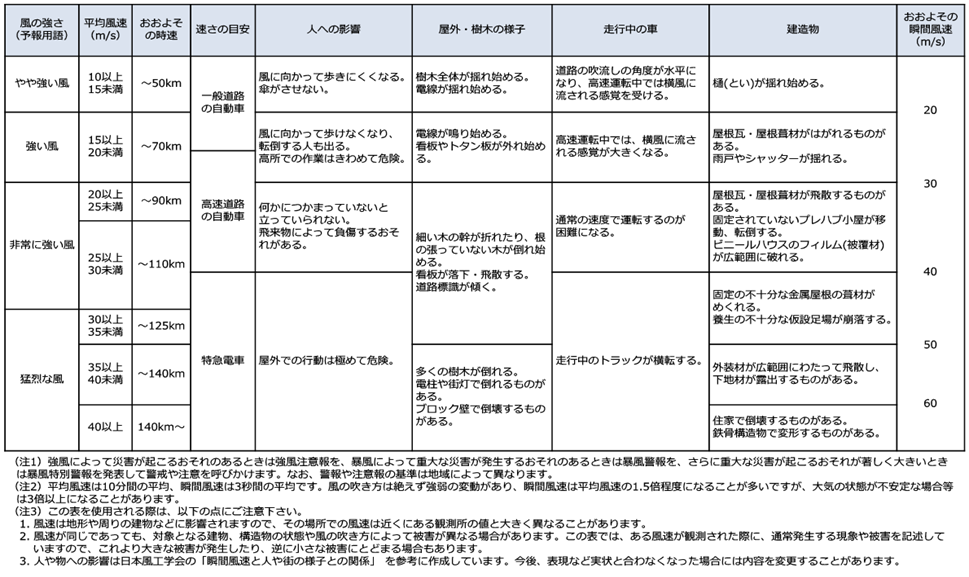 風の強さ
(予報用語)
平均風速
(m/s)
おおよそ
の時速
速さの目安
人への影響
屋外・樹木の様子
走行中の車
建造物
おおよその
瞬間風速
(m/s)
やや強い風
10以上
15未満
～50km
一般道路
の自動車
風に向かって歩きにくくなる。
傘がさせない。
樹木全体が揺れ始める。
電線が揺れ始める。
道路の吹流しの角度が水平に
なり、高速運転中では横風に
流される感覚を受ける。
樋(とい)が揺れ始める。
20
強い風
15以上
20未満
～70km
風に向かって歩けなくなり、
転倒する人も出る。
高所での作業はきわめて危険。
電線が鳴り始める。
看板やトタン板が外れ始め
る。
高速運転中では、横風に流
される感覚が大きくなる。
屋根瓦・屋根葺材がはがれるものが
ある。
雨戸やシャッターが揺れる。
30
非常に強い風
20以上
25未満
～90km
高速道路
の自動車
何かにつかまっていないと
立っていられない。
飛来物によって負傷するおそ
れがある。
細い木の幹が折れたり、根
の張っていない木が倒れ始
める。
看板が落下・飛散する。
道路標識が傾く。
通常の速度で運転するのが
困難になる。
屋根瓦・屋根葺材が飛散するものが
ある。
固定されていないプレハブ小屋が移
動、転倒する。
ビニールハウスのフィルム(被覆材)
が広範囲に破れる。
25以上
30未満
～110km
40
特急電車
屋外での行動は極めて危険。
走行中のトラックが横転する。
固定の不十分な金属屋根の葺材が
めくれる。
養生の不十分な仮設足場が崩落する。
猛烈な風
30以上
35未満
～125km
50
35以上
40未満
～140km
多くの樹木が倒れる。
電柱や街灯で倒れるものが
ある。
ブロック壁で倒壊するもの
がある。
外装材が広範囲にわたって飛散し、
下地材が露出するものがある。
60
40以上
140km～
住家で倒壊するものがある。
鉄骨構造物で変形するものがある。
（注1）強風によって災害が起こるおそれのあるときは強風注意報を、暴風によって重大な災害が発生するおそれのあるときは暴風警報を、さらに重大な災害が起こるおそれが著しく大きいとき
は暴風特別警報を発表して警戒や注意を呼びかけます。なお、警報や注意報の基準は地域によって異なります。
（注2）平均風速は10分間の平均、瞬間風速は3秒間の平均です。風の吹き方は絶えず強弱の変動があり、瞬間風速は平均風速の1.5倍程度になることが多いですが、大気の状態が不安定な場合等
は3倍以上になることがあります。
（注3）この表を使用される際は、以下の点にご注意下さい。
1. 風速は地形や周りの建物などに影響されますので、その場所での風速は近くにある観測所の値と大きく異なることがあります。
2. 風速が同じであっても、対象となる建物、構造物の状態や風の吹き方によって被害が異なる場合があります。この表では、ある風速が観測された際に、通常発生する現象や被害を記述して
いますので、これより大きな被害が発生したり、逆に小さな被害にとどまる場合もあります。
3. 人や物への影響は日本風工学会の「瞬間風速と人や街の様子との関係」を参考に作成しています。今後、表現など実状と合わなくなった場合には内容を変更することがあります。